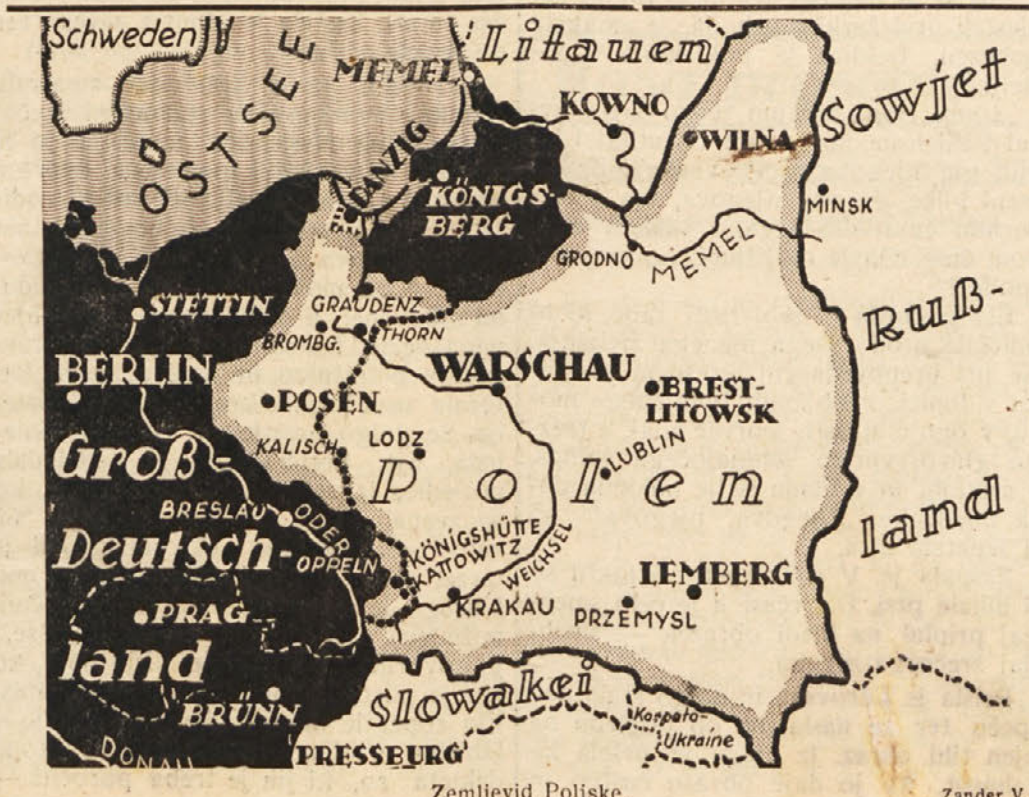 Schweden
OSTSEE
MEMEL
Litauen
KOWNO
WILNA
Sowjet
DANZIG
KÖNIGS-
BERG
MINSK
GRODNO
MEMEL
STETTIN
GRAUDENZ
BROMBG.
THORN
Ruß-
BERLIN
WARSCHAU
POSEN
BREST-
LITOWSK
KALISCH
LODZ
LUBLIN
Groß-
Polen
land
BRESLAU
ODER
Deutsch-
OPPELN
KÖNIGSHÜTTE
KATTOWITZ
WEICHSEL
LEMBERG
PRAG
KRAKAU
PRZEMYSL
land
Slowakei
BRÜNN
Karpato-
Ukraine
PRESSBURG
DONAU
Zemljevid Poljske
Zander V.